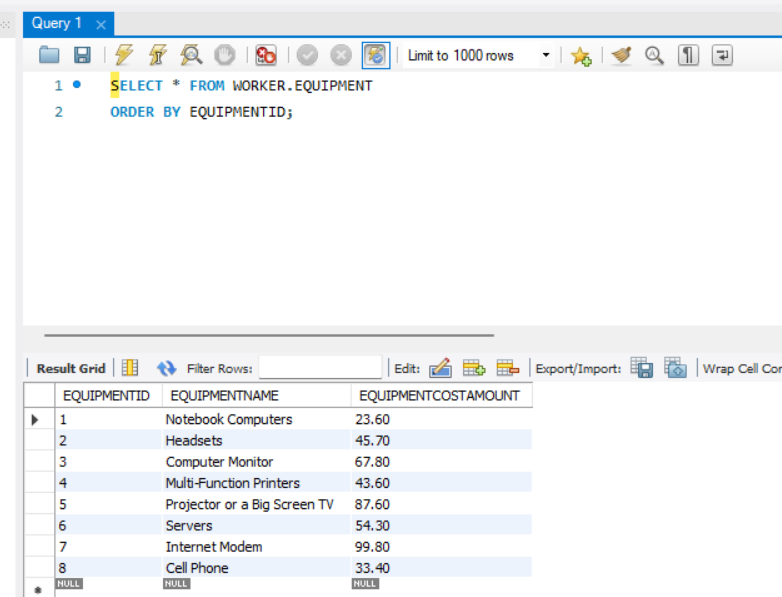 Query 1
Limit to 1000 rows
1 SELECT * FROM WORKER.EQUIPMENT
2 ORDER BY EQUIPMENTID;
Result Grid Filter Rows: Edit: Export/Import: Wrap Cell Con
EQUIPMENTID EQUIPMENTNAME EQUIPMENTCOSTAMOUNT
1 Notebook Computers 23.60
2 Headsets 45.70
3 Computer Monitor 67.80
4 Multi-Function Printers 43.60
5 Projector or a Big Screen TV 87.60
6 Servers 54.30
7 Internet Modem 99.80
8 Cell Phone 33.40
NULL NULL NULL